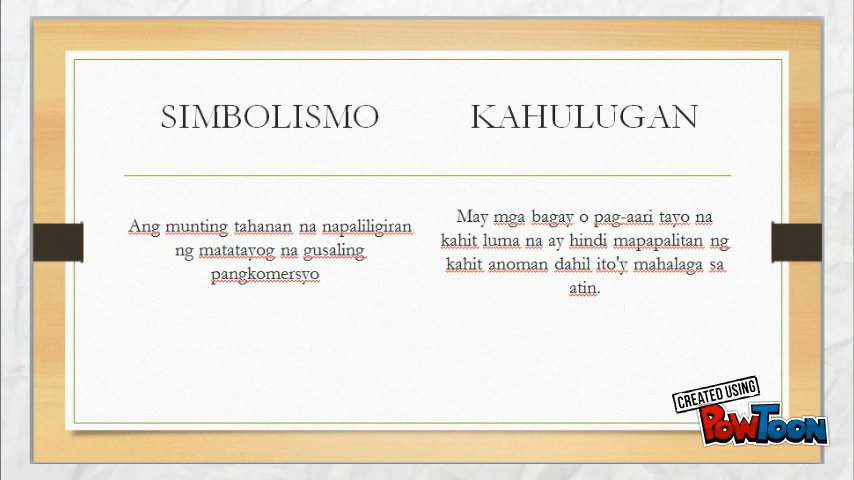 SIMBOLISMO
KAHULUGAN
Ang munting tahanan na napaliligiran
ng matatayog na gusaling
pangkomersyo
May mga bagay o pag-aari tayo na
kahit luma na ay hindi mapapalitan ng
kahit anoman dahil ito'y mahalaga sa
atin.
CREATED USING
POWTOON